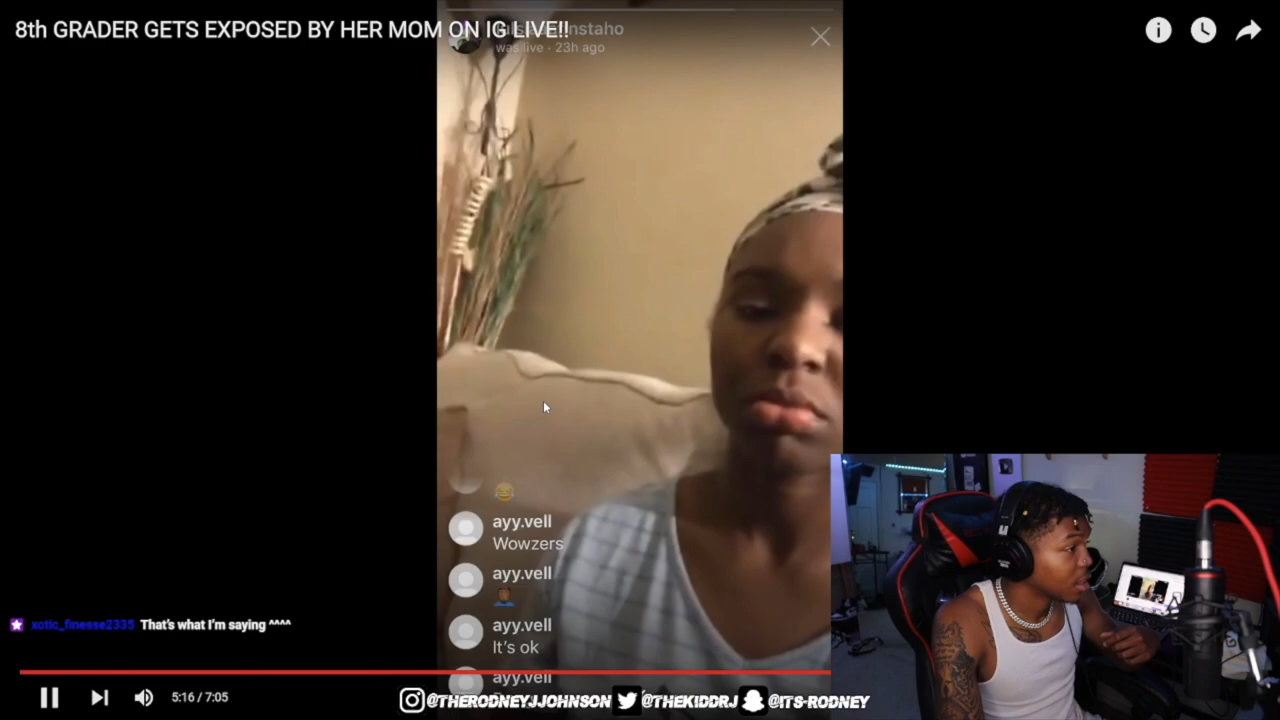 8th GRADER GETS EXPOSED BY HER MOM ON IG LIVE!!
was live · 23h ago
ayy.vell
Wowzers
ayy.vell
ayy.vell
It's ok
ayy.vell
xotic_finesse2335 That's what I'm saying ^^^^
5:16 / 7:05
@THERODNEYJJOHNSON @THEKIDDRJ @ITS-RODNEY